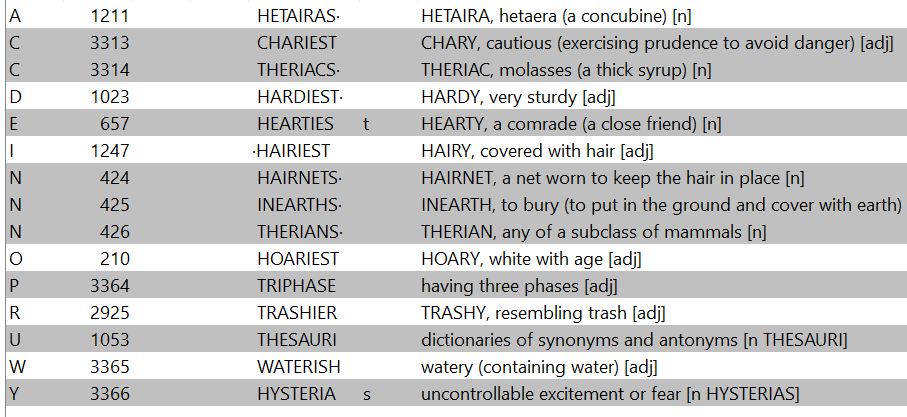 A 1211 HETAIRAS· HETAIRA, hetaera (a concubine) [n]
C 3313 CHARIEST CHARY, cautious (exercising prudence to avoid danger) [adj]
C 3314 THERIACS· THERIAC, molasses (a thick syrup) [n]
D 1023 HARDIEST· HARDY, very sturdy [adj]
E 657 HEARTIES t HEARTY, a comrade (a close friend) [n]
I 1247 ·HAIRIEST HAIRY, covered with hair [adj]
N 424 HAIRNETS· HAIRNET, a net worn to keep the hair in place [n]
N 425 INEARTHS· INEARTH, to bury (to put in the ground and cover with earth)
N 426 THERIANS· THERIAN, any of a subclass of mammals [n]
O 210 HOARIEST HOARY, white with age [adj]
P 3364 TRIPHASE having three phases [adj]
R 2925 TRASHIER TRASHY, resembling trash [adj]
U 1053 THESAURI dictionaries of synonyms and antonyms [n THESAURI]
W 3365 WATERISH watery (containing water) [adj]
Y 3366 HYSTERIA s uncontrollable excitement or fear [n HYSTERIAS]